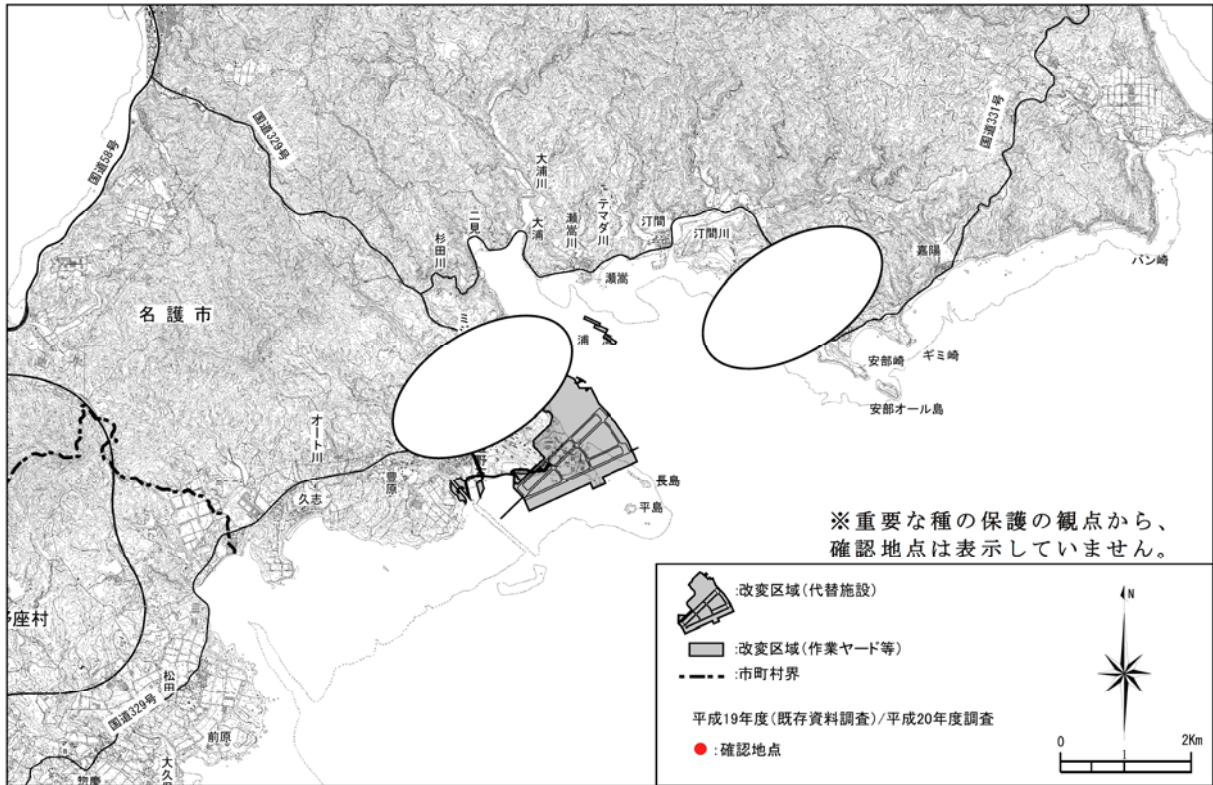 国道58号
国道329号
国道331号
大浦川
テマダ川
瀬嵩川
汀間
汀間川
二見
大浦
杉田川
瀬嵩
嘉陽
バン崎
名護市
安部崎
ギミ崎
安部オール島
オート川
豊原
久志
長島
平島
※重要な種の保護の観点から、
確認地点は表示していません。
:改変区域(代替施設)
:改変区域(作業ヤード等)
:市町村界
平成19年度(既存資料調査)/平成20年度調査
:確認地点
N
0 1 2Km
座村
松田
国道329号
前原
惣慶
大久